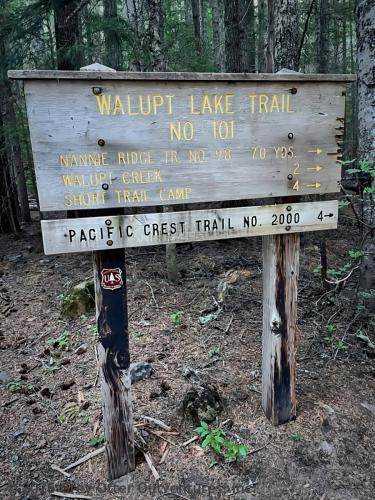 WALUPT LAKE TRAIL
NO. 101
NANNIE RIDGE TR. NO. 98 70 YDS. →
WALUPT CREEK 2 →
SHORT TRAIL CAMP 4 →
PACIFIC CREST TRAIL NO. 2000 4→
UAS